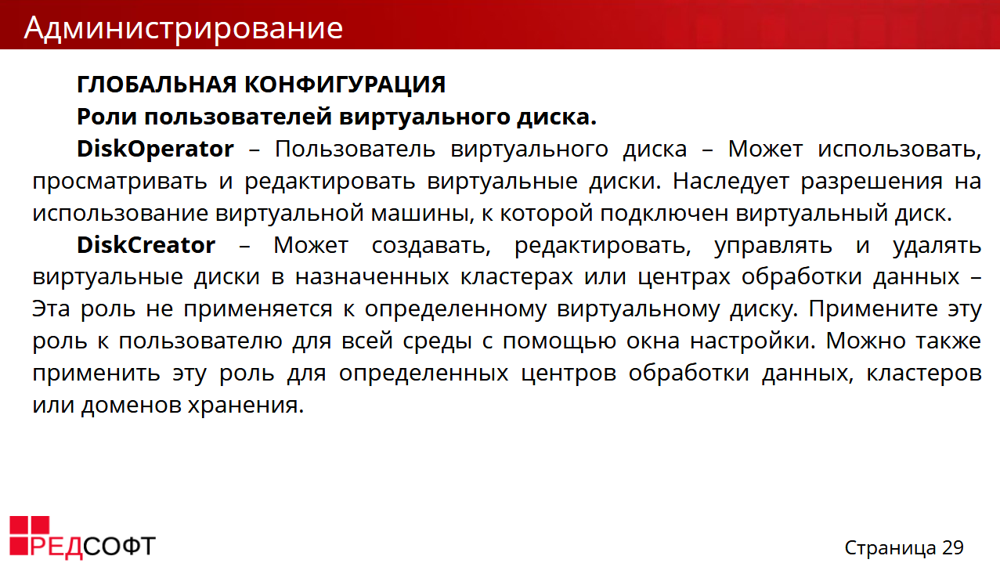 Администрирование
ГЛОБАЛЬНАЯ КОНФИГУРАЦИЯ
Роли пользователей виртуального диска.
DiskOperator – Пользователь виртуального диска – Может использовать,
просматривать и редактировать виртуальные диски. Наследует разрешения на
использование виртуальной машины, к которой подключен виртуальный диск.
DiskCreator – Может создавать, редактировать, управлять и удалять
виртуальные диски в назначенных кластерах или центрах обработки данных –
Эта роль не применяется к определенному виртуальному диску. Примените эту
роль к пользователю для всей среды с помощью окна настройки. Можно также
применить эту роль для определенных центров обработки данных, кластеров
или доменов хранения.
РЕДСОФТ
Страница 29